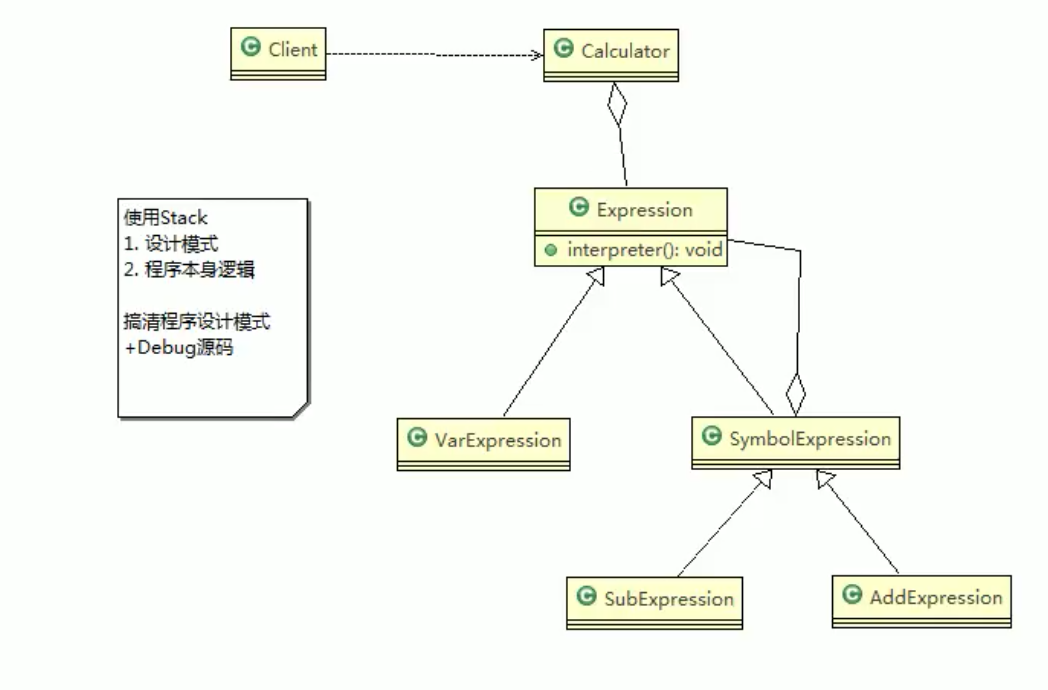 Client
Calculator
Expression
interpreter(): void
使用Stack
1. 设计模式
2. 程序本身逻辑
搞清程序设计模式
+Debug源码
VarExpression
SymbolExpression
SubExpression
AddExpression